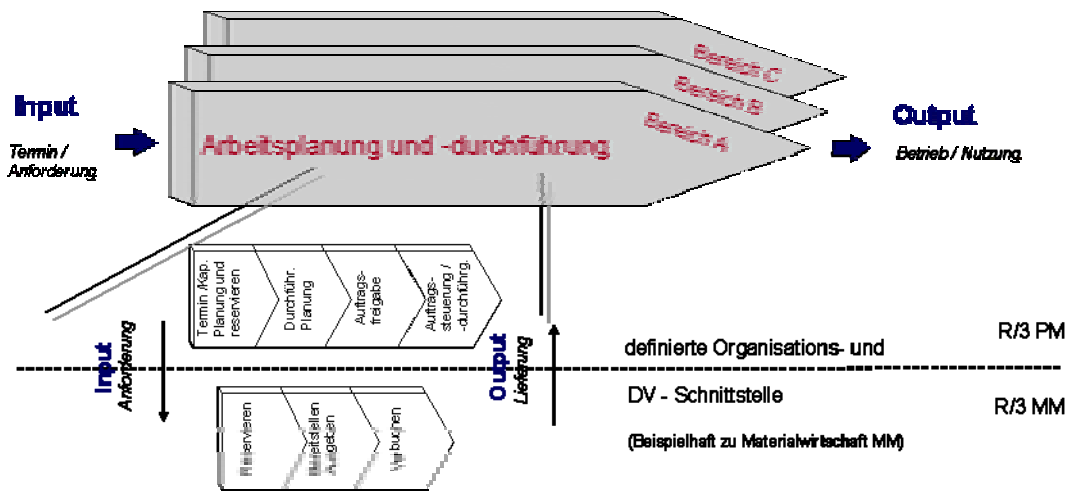 Bereich C
Bereich B
Bereich A
Input
Termin /
Anforderung
Arbeitsplanung und -durchführung
Output
Betrieb / Nutzung
Termin /Kap.
Planung und
reservieren
Durchführ.
Planung
Auftrags-
freigabe
Auftrags-
steuerung /
-durchführg.
Input
Anforderung
Output
Lieferung
definierte Organisations- und
R/3 PM
DV - Schnittstelle
R/3 MM
(Beispielhaft zu Materialwirtschaft MM)
Reservieren
Bereitstellen
Ausgeben
Verbuchen